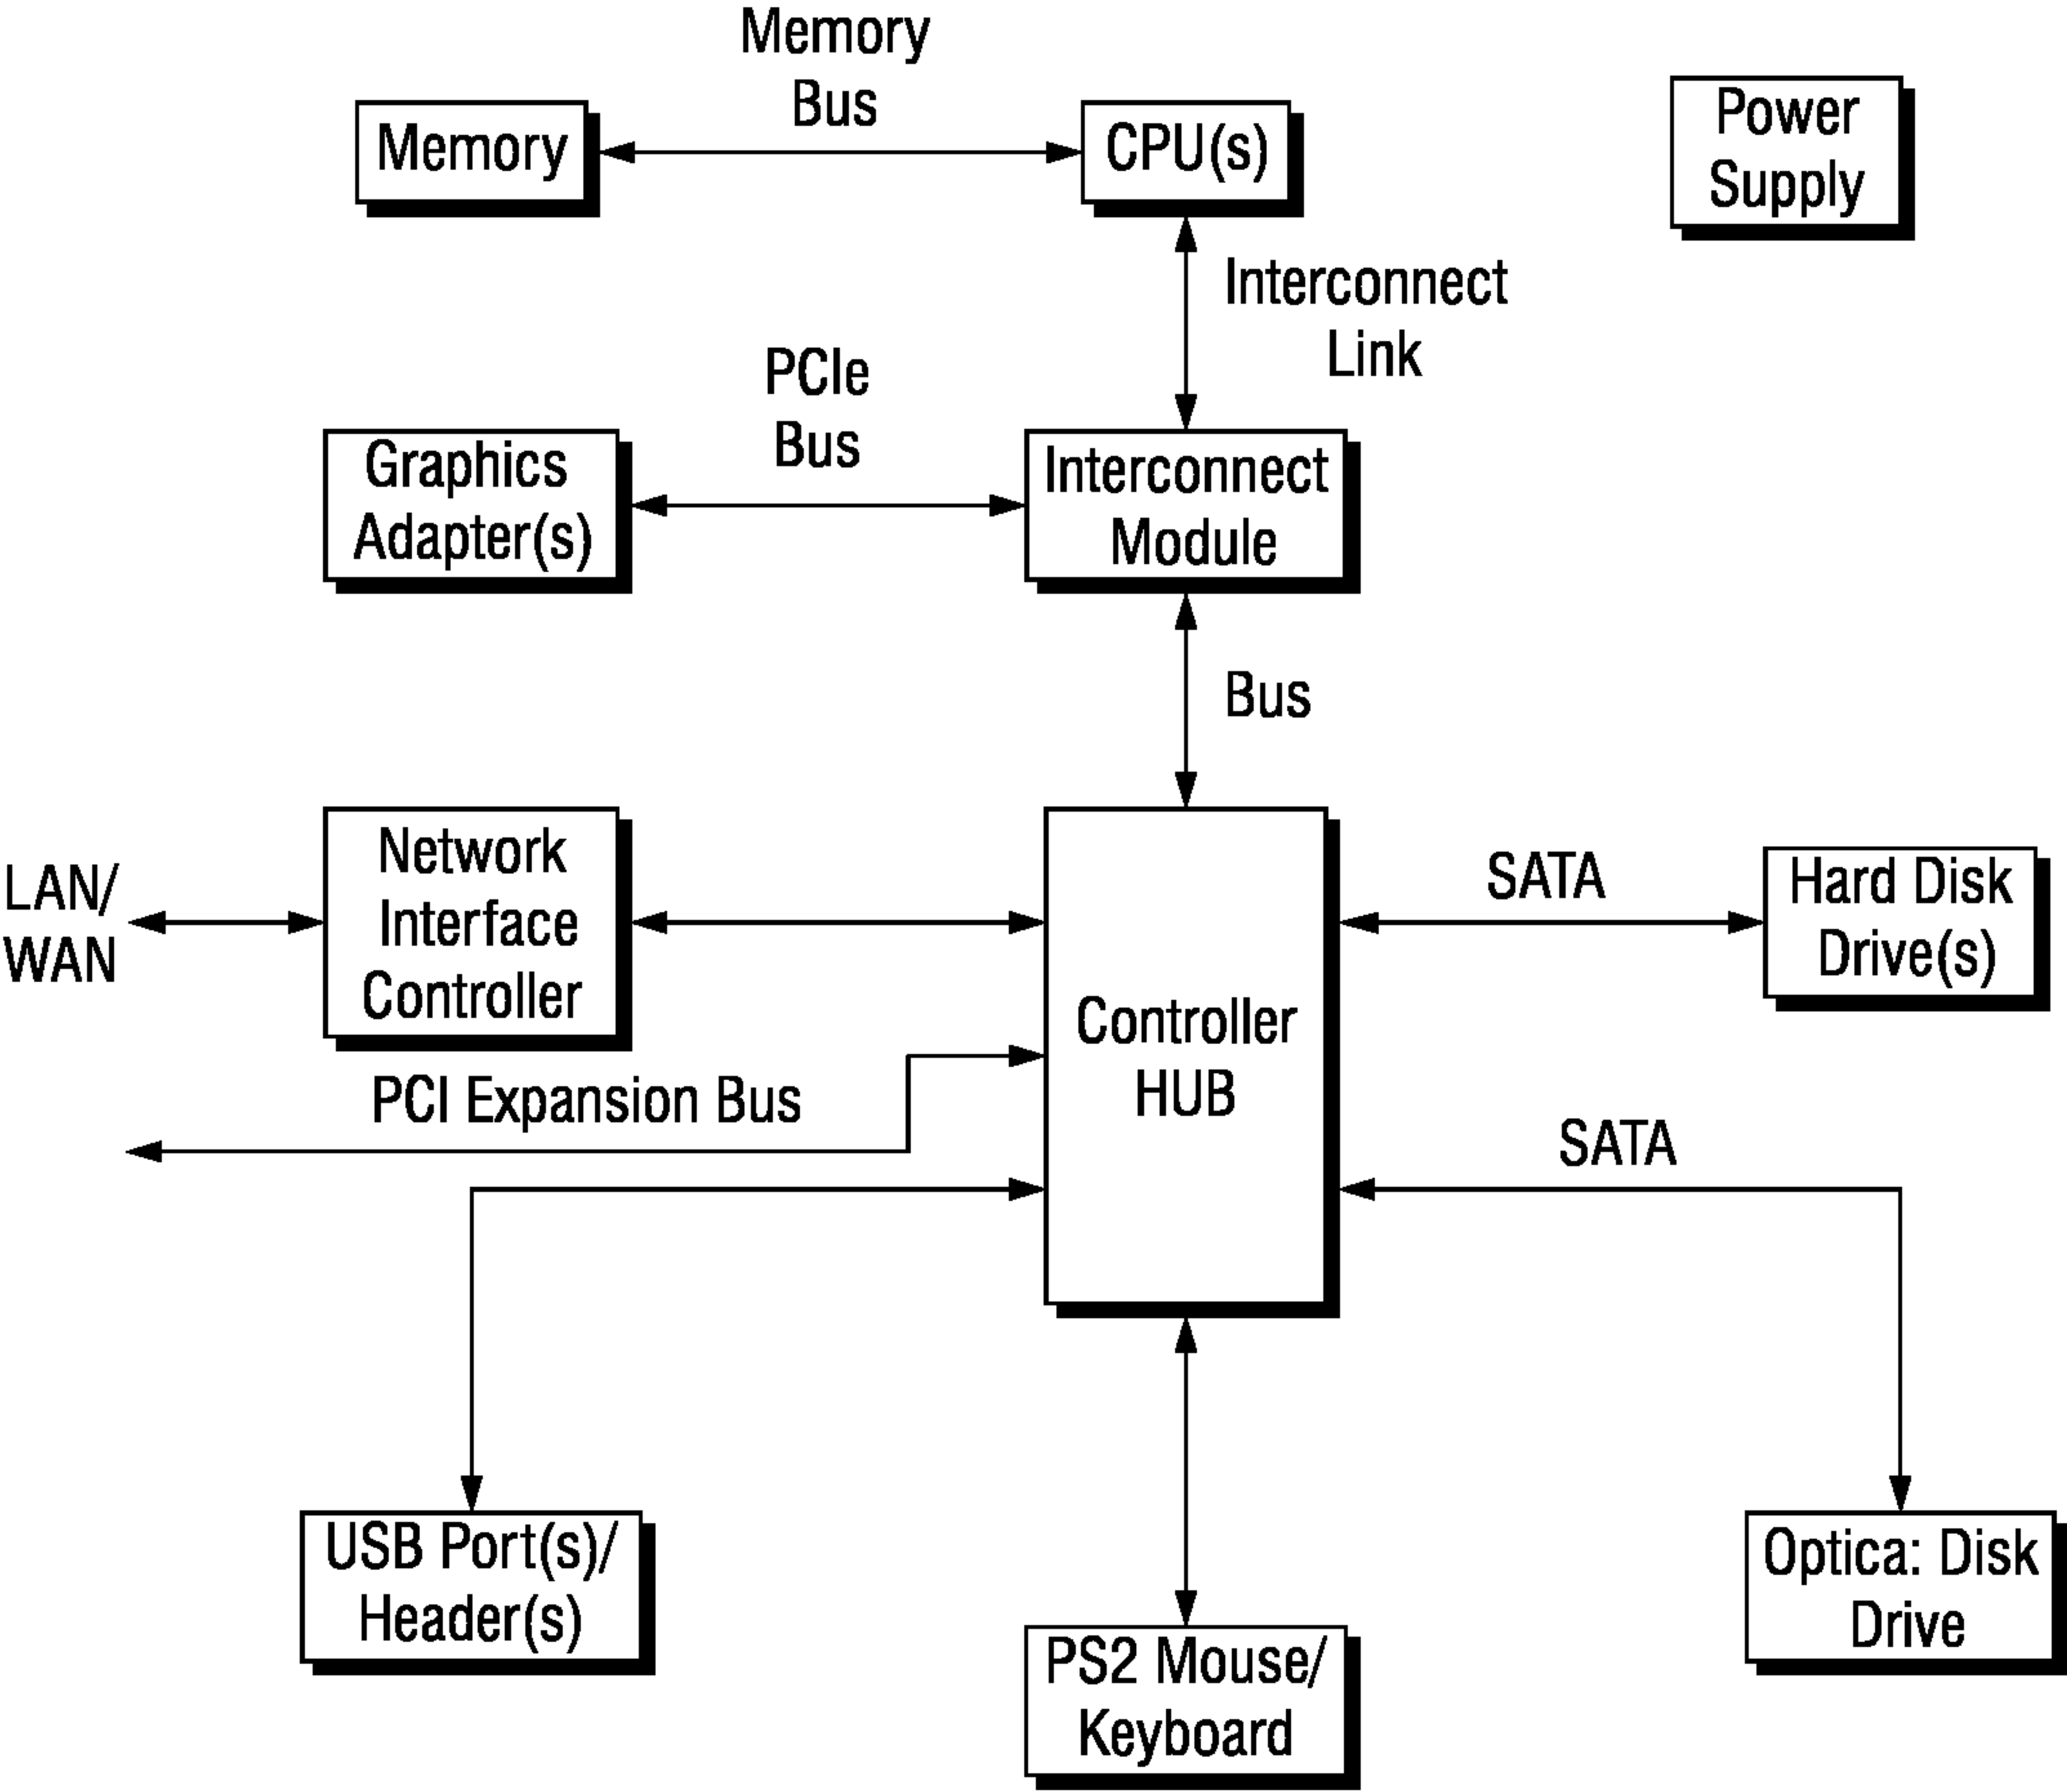 Memory
Bus
Memory
CPU(s)
Power
Supply
Interconnect
Link
PCIe
Bus
Graphics
Adapter(s)
Interconnect
Module
Bus
LAN/
WAN
Network
Interface
Controller
Controller
HUB
SATA
Hard Disk
Drive(s)
PCI Expansion Bus
SATA
USB Port(s)/
Header(s)
PS2 Mouse/
Keyboard
Optica: Disk
Drive